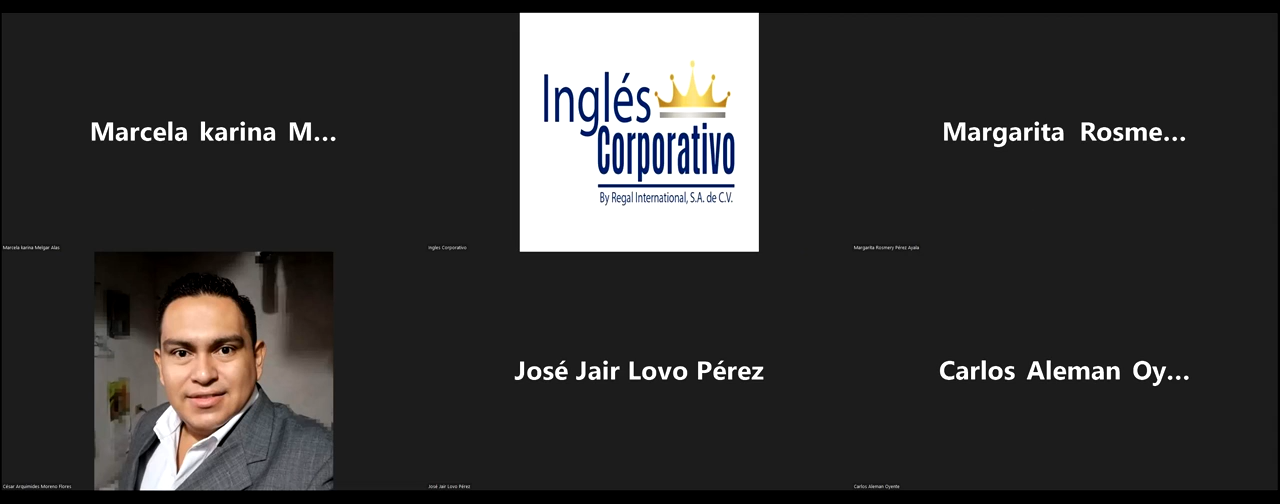 Marcela karina M...
Inglés
Corporativo
By Regal International, S.A. de C.V.
Margarita Rosme...
Marcela karina Melgar Alas
Inglés Corporativo
Margarita Rosmery Pérez Ayala
José Jair Lovo Pérez
Carlos Aleman Oy...
César Arquimides Moreno Flores
José Jair Lovo Pérez
Carlos Aleman Oyente